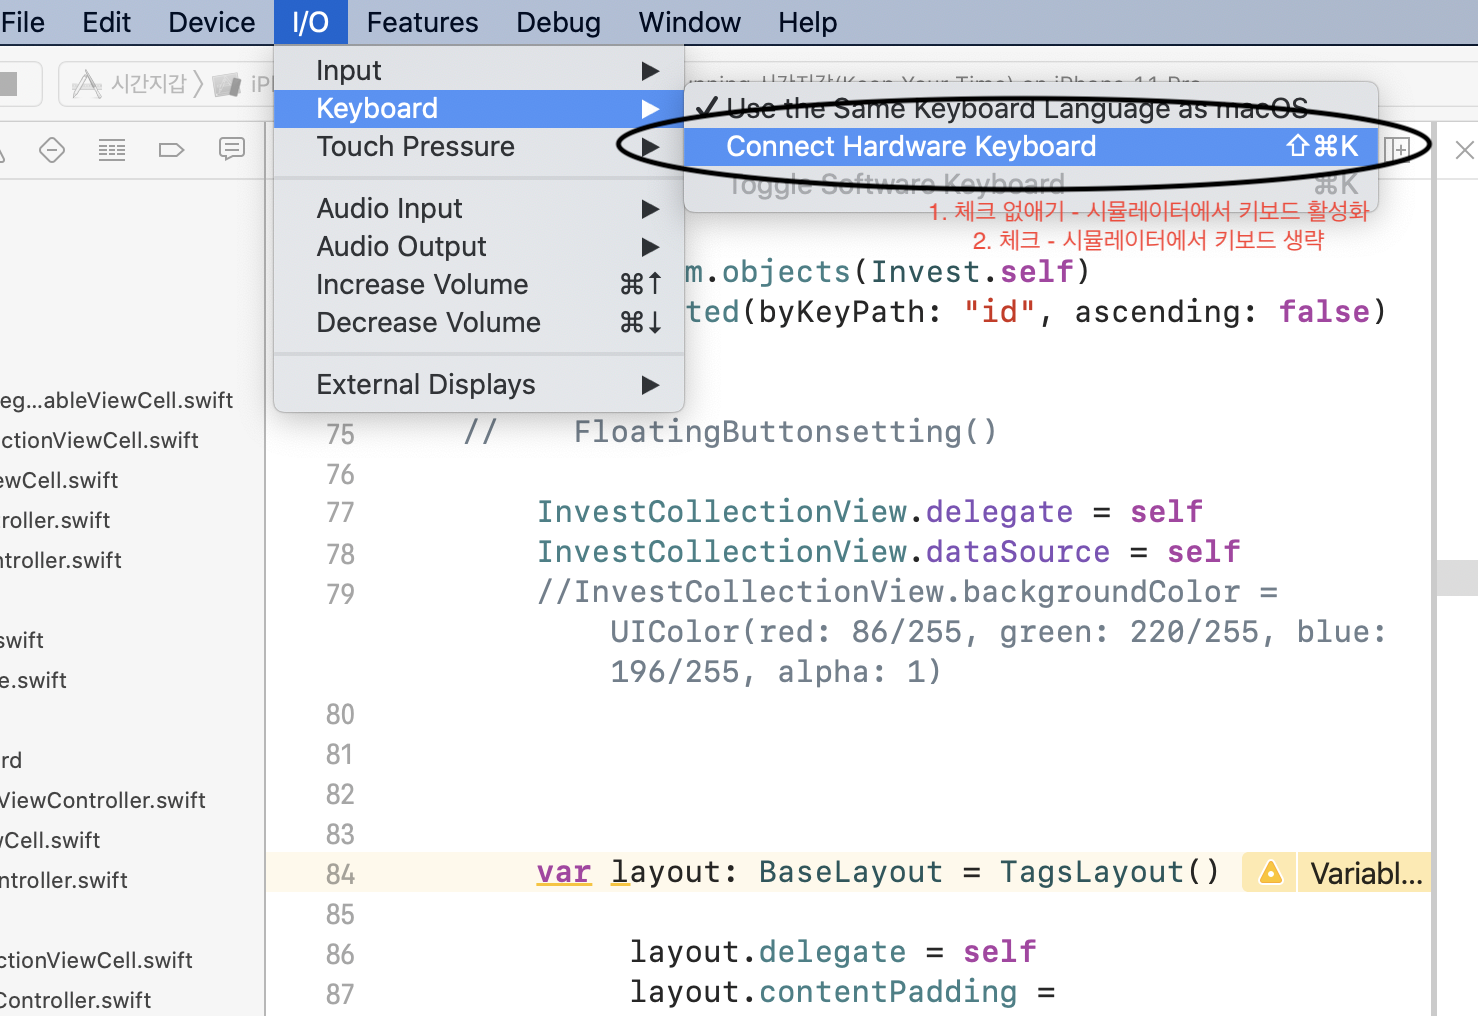 File Edit Device I/O Features Debug Window Help
시간지갑
Input
Keyboard
Touch Pressure
Audio Input
Audio Output
Increase Volume ⌘↑
Decrease Volume ⌘↓
External Displays
✓ Use the Same Keyboard Language as macOS
Connect Hardware Keyboard ⇧⌘K
Toggle Software Keyboard ⌘K
1. 체크 없애기 - 시뮬레이터에서 키보드 활성화
2. 체크 - 시뮬레이터에서 키보드 생략
m.objects(Invest.self)
ted(byKeyPath: "id", ascending: false)
eg...ableViewCell.swift
ctionViewCell.swift
ewCell.swift
roller.swift
ntroller.swift
swift
e.swift
rd
ViewController.swift
Cell.swift
ntroller.swift
ctionViewCell.swift
Controller.swift
75 // FloatingButtonsetting()
76
77 InvestCollectionView.delegate = self
78 InvestCollectionView.dataSource = self
79 //InvestCollectionView.backgroundColor =
UIColor(red: 86/255, green: 220/255, blue:
196/255, alpha: 1)
80
81
82
83
84 var layout: BaseLayout = TagsLayout() Variabl...
85
86 layout.delegate = self
87 layout.contentPadding =